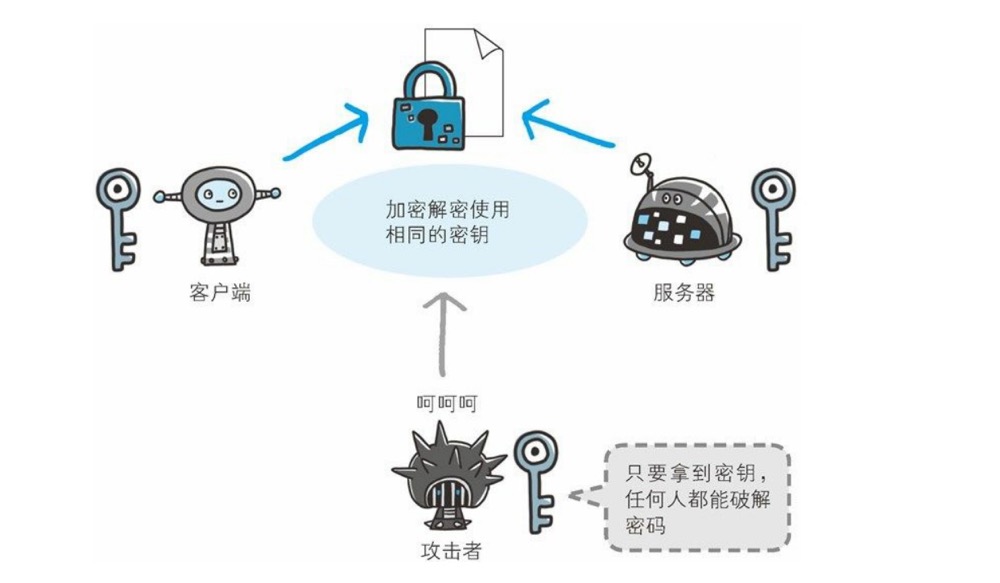 加密解密使用
相同的密钥
客户端
服务器
呵呵呵
只要拿到密钥，
任何人都能破解
密码
攻击者